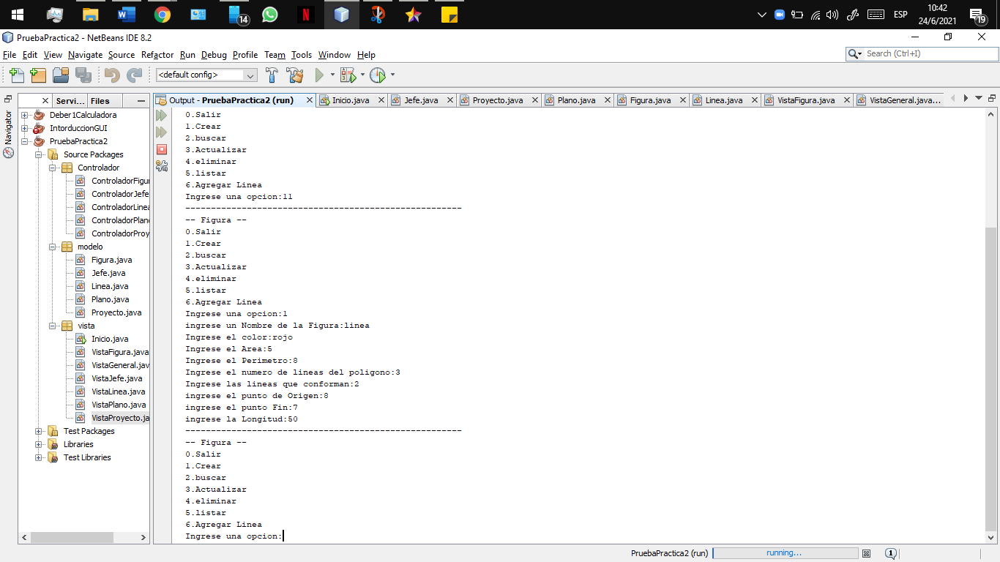 14
ESP
10:42
24/6/2021
19
PruebaPractica2 - NetBeans IDE 8.2
File Edit View Navigate Source Refactor Run Debug Profile Team Tools Window Help
Search (Ctrl+I)
<default config>
Servi... Files
Output - PruebaPractica2 (run) Inicio.java Jefe.java Proyecto.java Plano.java Figura.java Linea.java VistaFigura.java VistaGeneral.java...
Navigator
Deber1Calculadora
IntorduccionGUI
PruebaPractica2
Source Packages
Controlador
ControladorFigur
ControladorJefe
ControladorLinea
ControladorPlano
ControladorProy
modelo
Figura.java
Jefe.java
Linea.java
Plano.java
Proyecto.java
vista
Inicio.java
VistaFigura.java
VistaGeneral.jav
VistaJefe.java
VistaLinea.java
VistaPlano.java
VistaProyecto.ja
Test Packages
Libraries
Test Libraries
0.Salir
1.Crear
2.buscar
3.Actualizar
4.eliminar
5.listar
6.Agregar Linea
Ingrese una opcion:11
------------------------------------------------------
-- Figura --
0.Salir
1.Crear
2.buscar
3.Actualizar
4.eliminar
5.listar
6.Agregar Linea
Ingrese una opcion:1
ingrese un Nombre de la Figura:linea
Ingrese el color:rojo
Ingrese el Area:5
Ingrese el Perimetro:8
Ingrese el numero de lineas del poligono:3
Ingrese las lineas que conforman:2
ingrese el punto de Origen:8
ingrese el punto Fin:7
ingrese la Longitud:50
------------------------------------------------------
-- Figura --
0.Salir
1.Crear
2.buscar
3.Actualizar
4.eliminar
5.listar
6.Agregar Linea
Ingrese una opcion:
PruebaPractica2 (run) running... 1